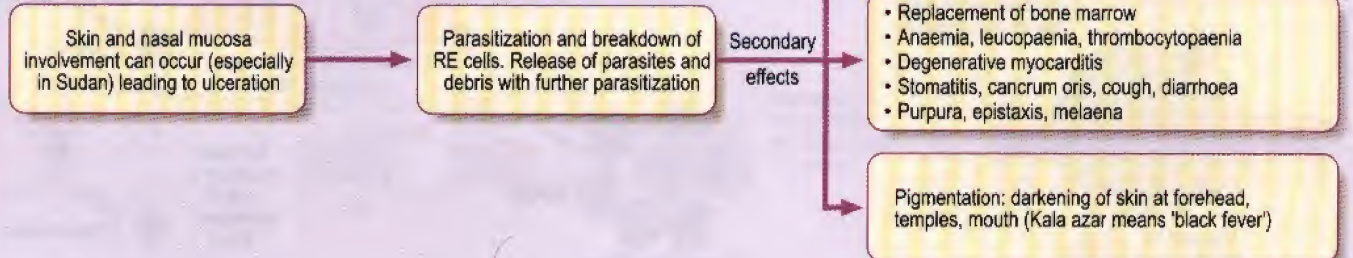 Skin and nasal mucosa
involvement can occur (especially
in Sudan) leading to ulceration
Parasitization and breakdown of
RE cells. Release of parasites and
debris with further parasitization
Secondary
effects
• Replacement of bone marrow
• Anaemia, leucopaenia, thrombocytopaenia
• Degenerative myocarditis
• Stomatitis, cancrum oris, cough, diarrhoea
• Purpura, epistaxis, melaena
Pigmentation: darkening of skin at forehead,
temples, mouth (Kala azar means 'black fever')